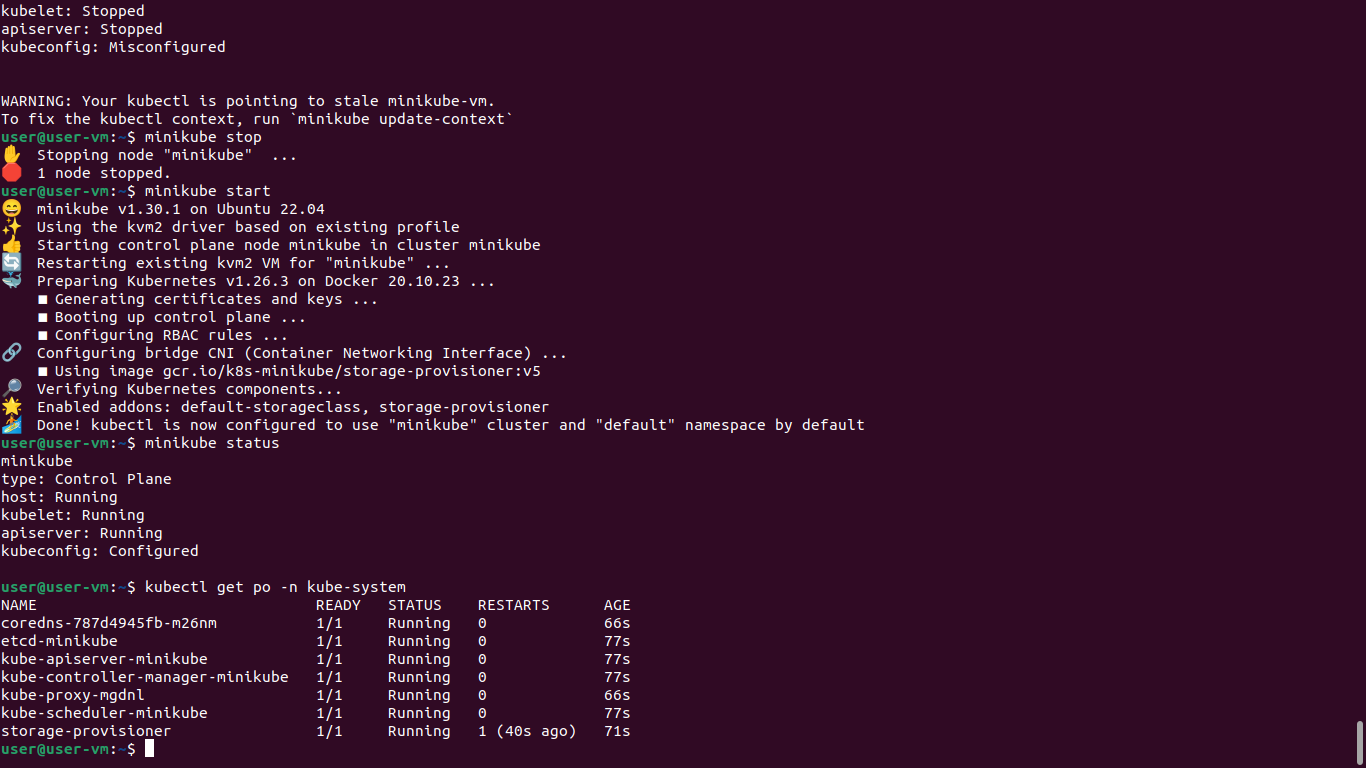 kubelet: Stopped
apiserver: Stopped
kubeconfig: Misconfigured
WARNING: Your kubectl is pointing to stale minikube-vm.
To fix the kubectl context, run `minikube update-context`
user@user-vm:~$ minikube stop
✋  Stopping node "minikube"  ...
🛑  1 node stopped.
user@user-vm:~$ minikube start
😄  minikube v1.30.1 on Ubuntu 22.04
✨  Using the kvm2 driver based on existing profile
👍  Starting control plane node minikube in cluster minikube
🔄  Restarting existing kvm2 VM for "minikube" ...
🐳  Preparing Kubernetes v1.26.3 on Docker 20.10.23 ...
    ■ Generating certificates and keys ...
    ■ Booting up control plane ...
    ■ Configuring RBAC rules ...
🔗  Configuring bridge CNI (Container Networking Interface) ...
    ■ Using image gcr.io/k8s-minikube/storage-provisioner:v5
🔎  Verifying Kubernetes components...
🌟  Enabled addons: default-storageclass, storage-provisioner
🏄  Done! kubectl is now configured to use "minikube" cluster and "default" namespace by default
user@user-vm:~$ minikube status
minikube
type: Control Plane
host: Running
kubelet: Running
apiserver: Running
kubeconfig: Configured
user@user-vm:~$ kubectl get po -n kube-system
NAME                               READY   STATUS    RESTARTS      AGE
coredns-787d4945fb-m26nm           1/1     Running   0             66s
etcd-minikube                      1/1     Running   0             77s
kube-apiserver-minikube            1/1     Running   0             77s
kube-controller-manager-minikube   1/1     Running   0             77s
kube-proxy-mgdnl                   1/1     Running   0             66s
kube-scheduler-minikube            1/1     Running   0             77s
storage-provisioner                1/1     Running   1 (40s ago)   71s
user@user-vm:~$